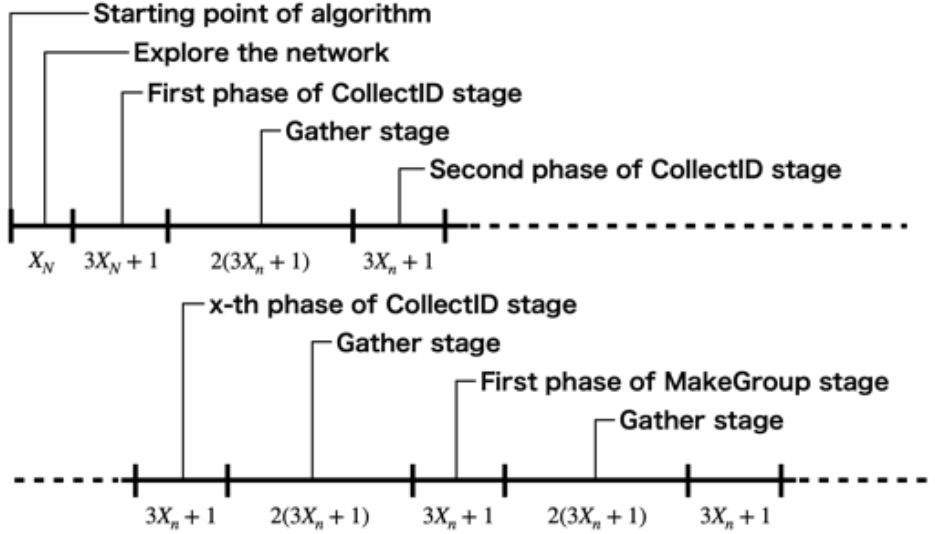 Starting point of algorithm
Explore the network
First phase of CollectID stage
Gather stage
Second phase of CollectID stage
X_N 3X_N + 1 2(3X_n + 1) 3X_n + 1
x-th phase of CollectID stage
Gather stage
First phase of MakeGroup stage
Gather stage
3X_n + 1 2(3X_n + 1) 3X_n + 1 2(3X_n + 1) 3X_n + 1